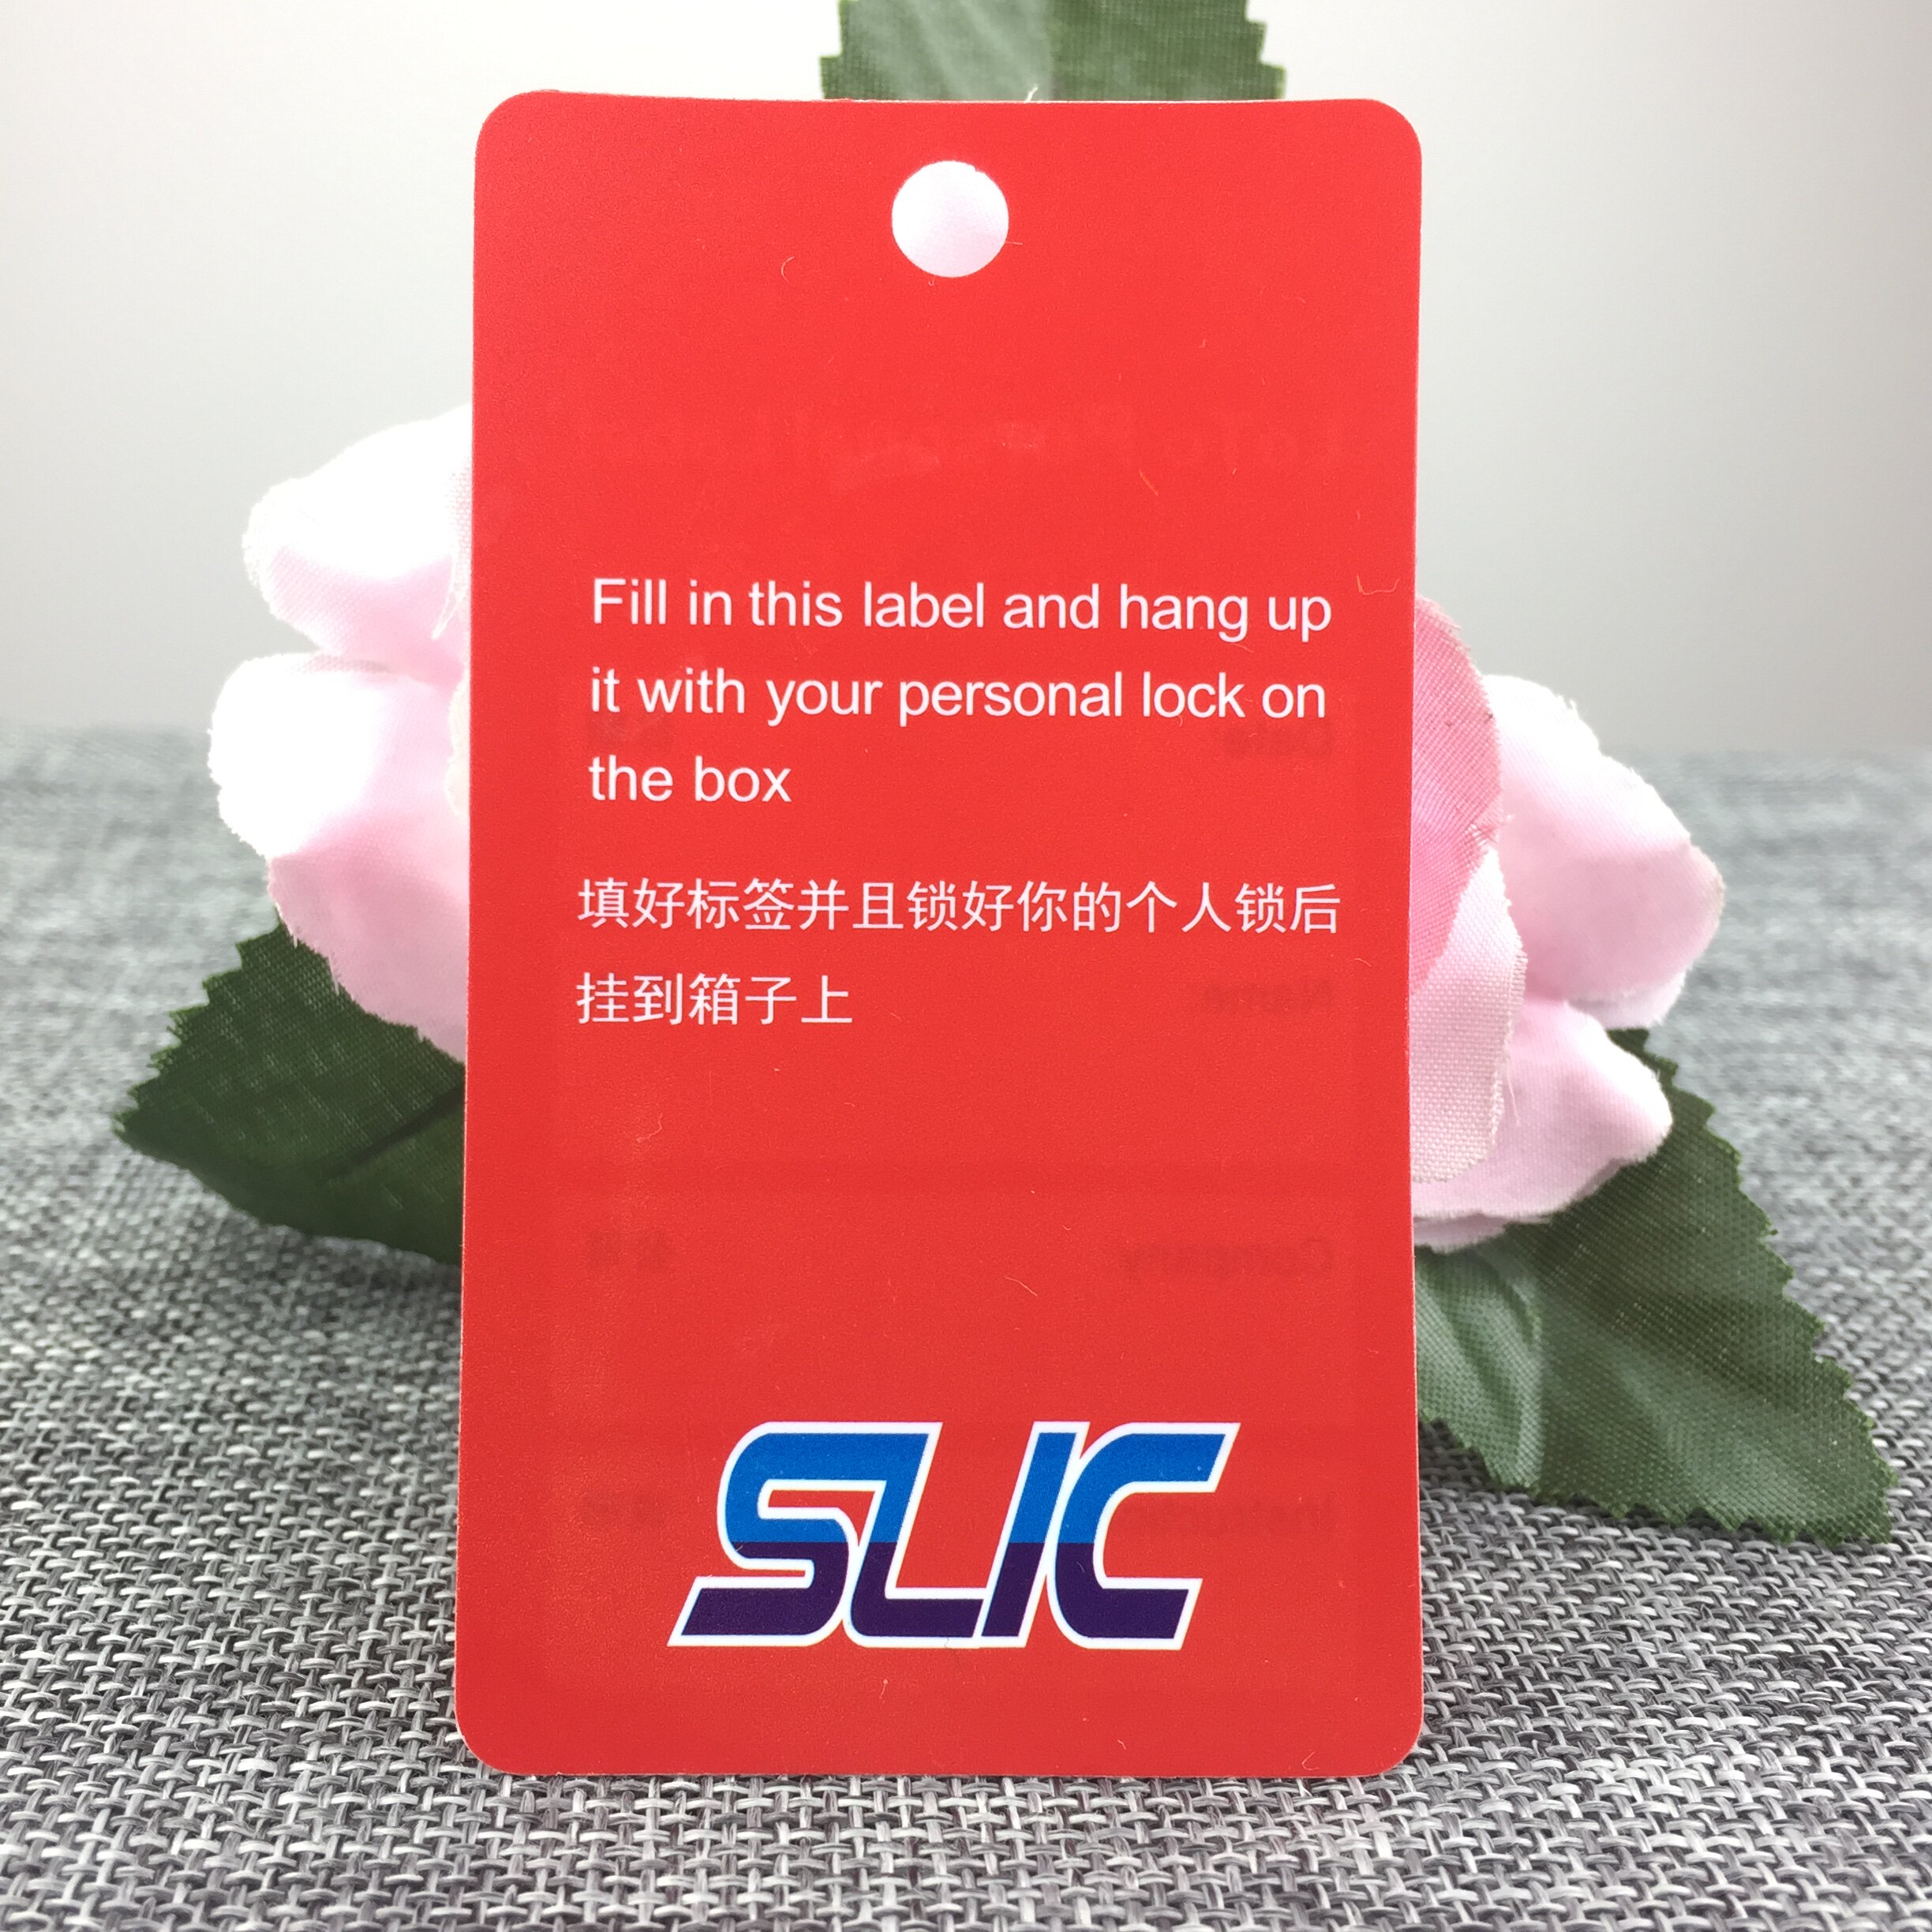 Fill in this label and hang up
it with your personal lock on
the box
填好标签并且锁好你的个人锁后
挂到箱子上
SLIC